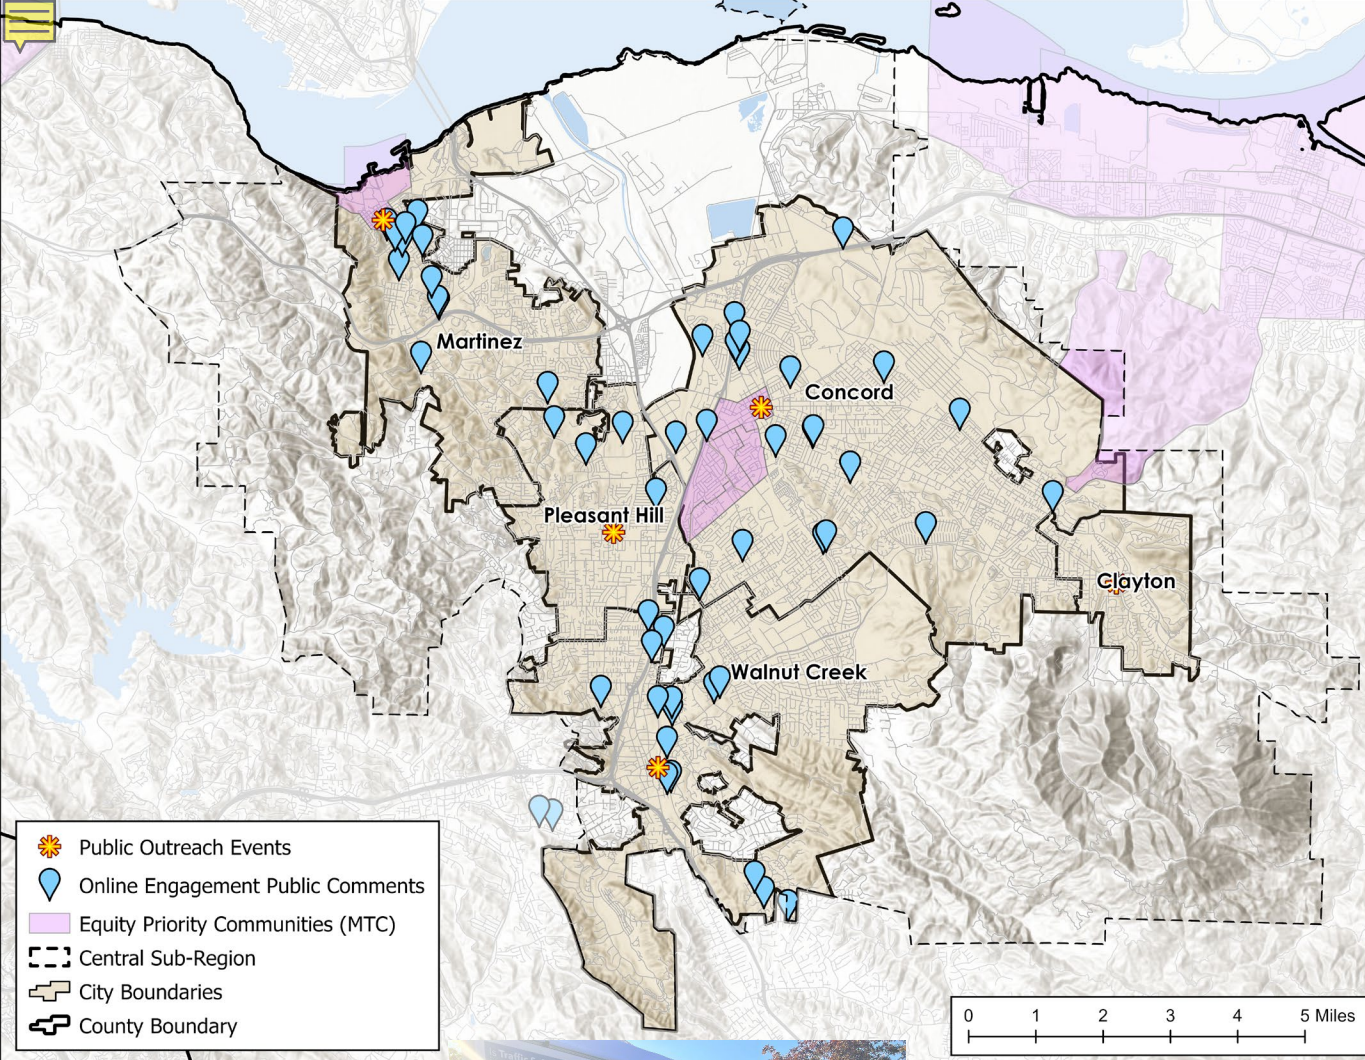 Martinez
Concord
Pleasant Hill
Clayton
Walnut Creek
Public Outreach Events
Online Engagement Public Comments
Equity Priority Communities (MTC)
Central Sub-Region
City Boundaries
County Boundary
0 1 2 3 4 5 Miles